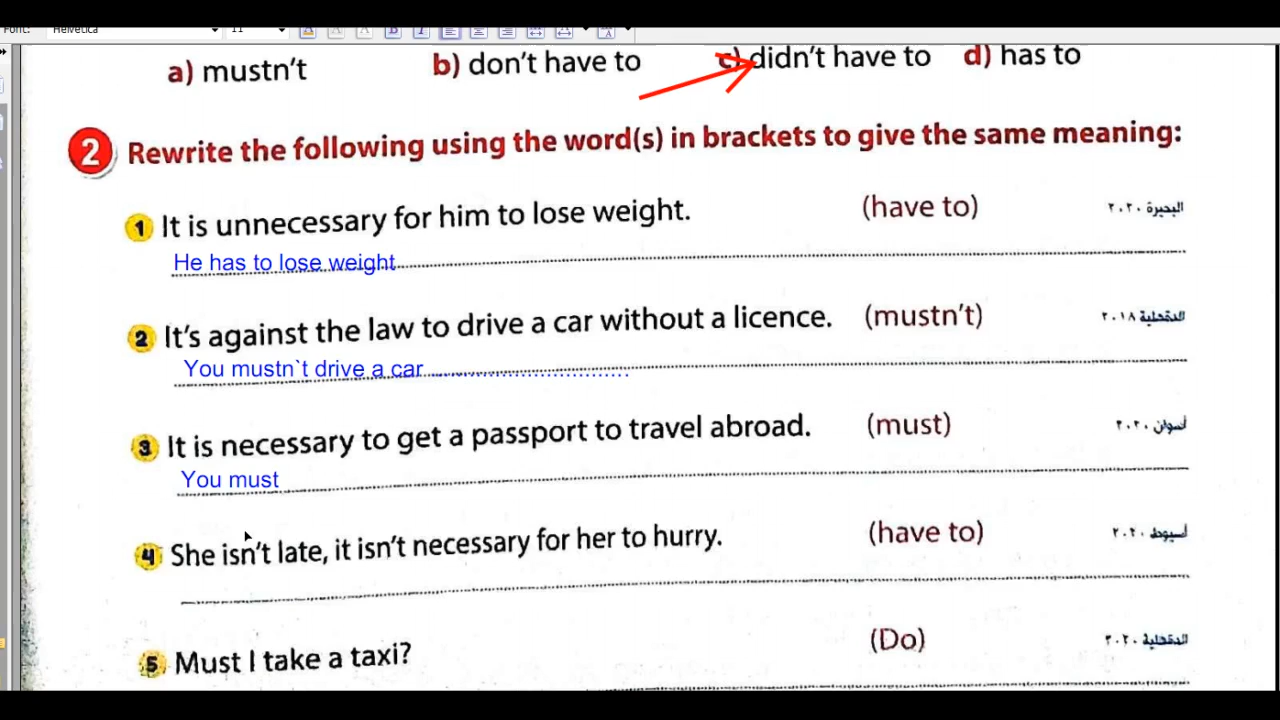 Font: Helvetica 11
a) mustn't b) don't have to c) didn't have to d) has to
2 Rewrite the following using the word(s) in brackets to give the same meaning:
1 It is unnecessary for him to lose weight. (have to) البحيرة ٢٠٢٠
He has to lose weight
2 It's against the law to drive a car without a licence. (mustn't) الدقهلية ٢٠١٨
You mustn`t drive a car ................................
3 It is necessary to get a passport to travel abroad. (must) أسوان ٢٠٢٠
You must
4 She isn't late, it isn't necessary for her to hurry. (have to) أسيوط ٢٠٢٠
5 Must I take a taxi? (Do) الدقهلية ٢٠٢٠